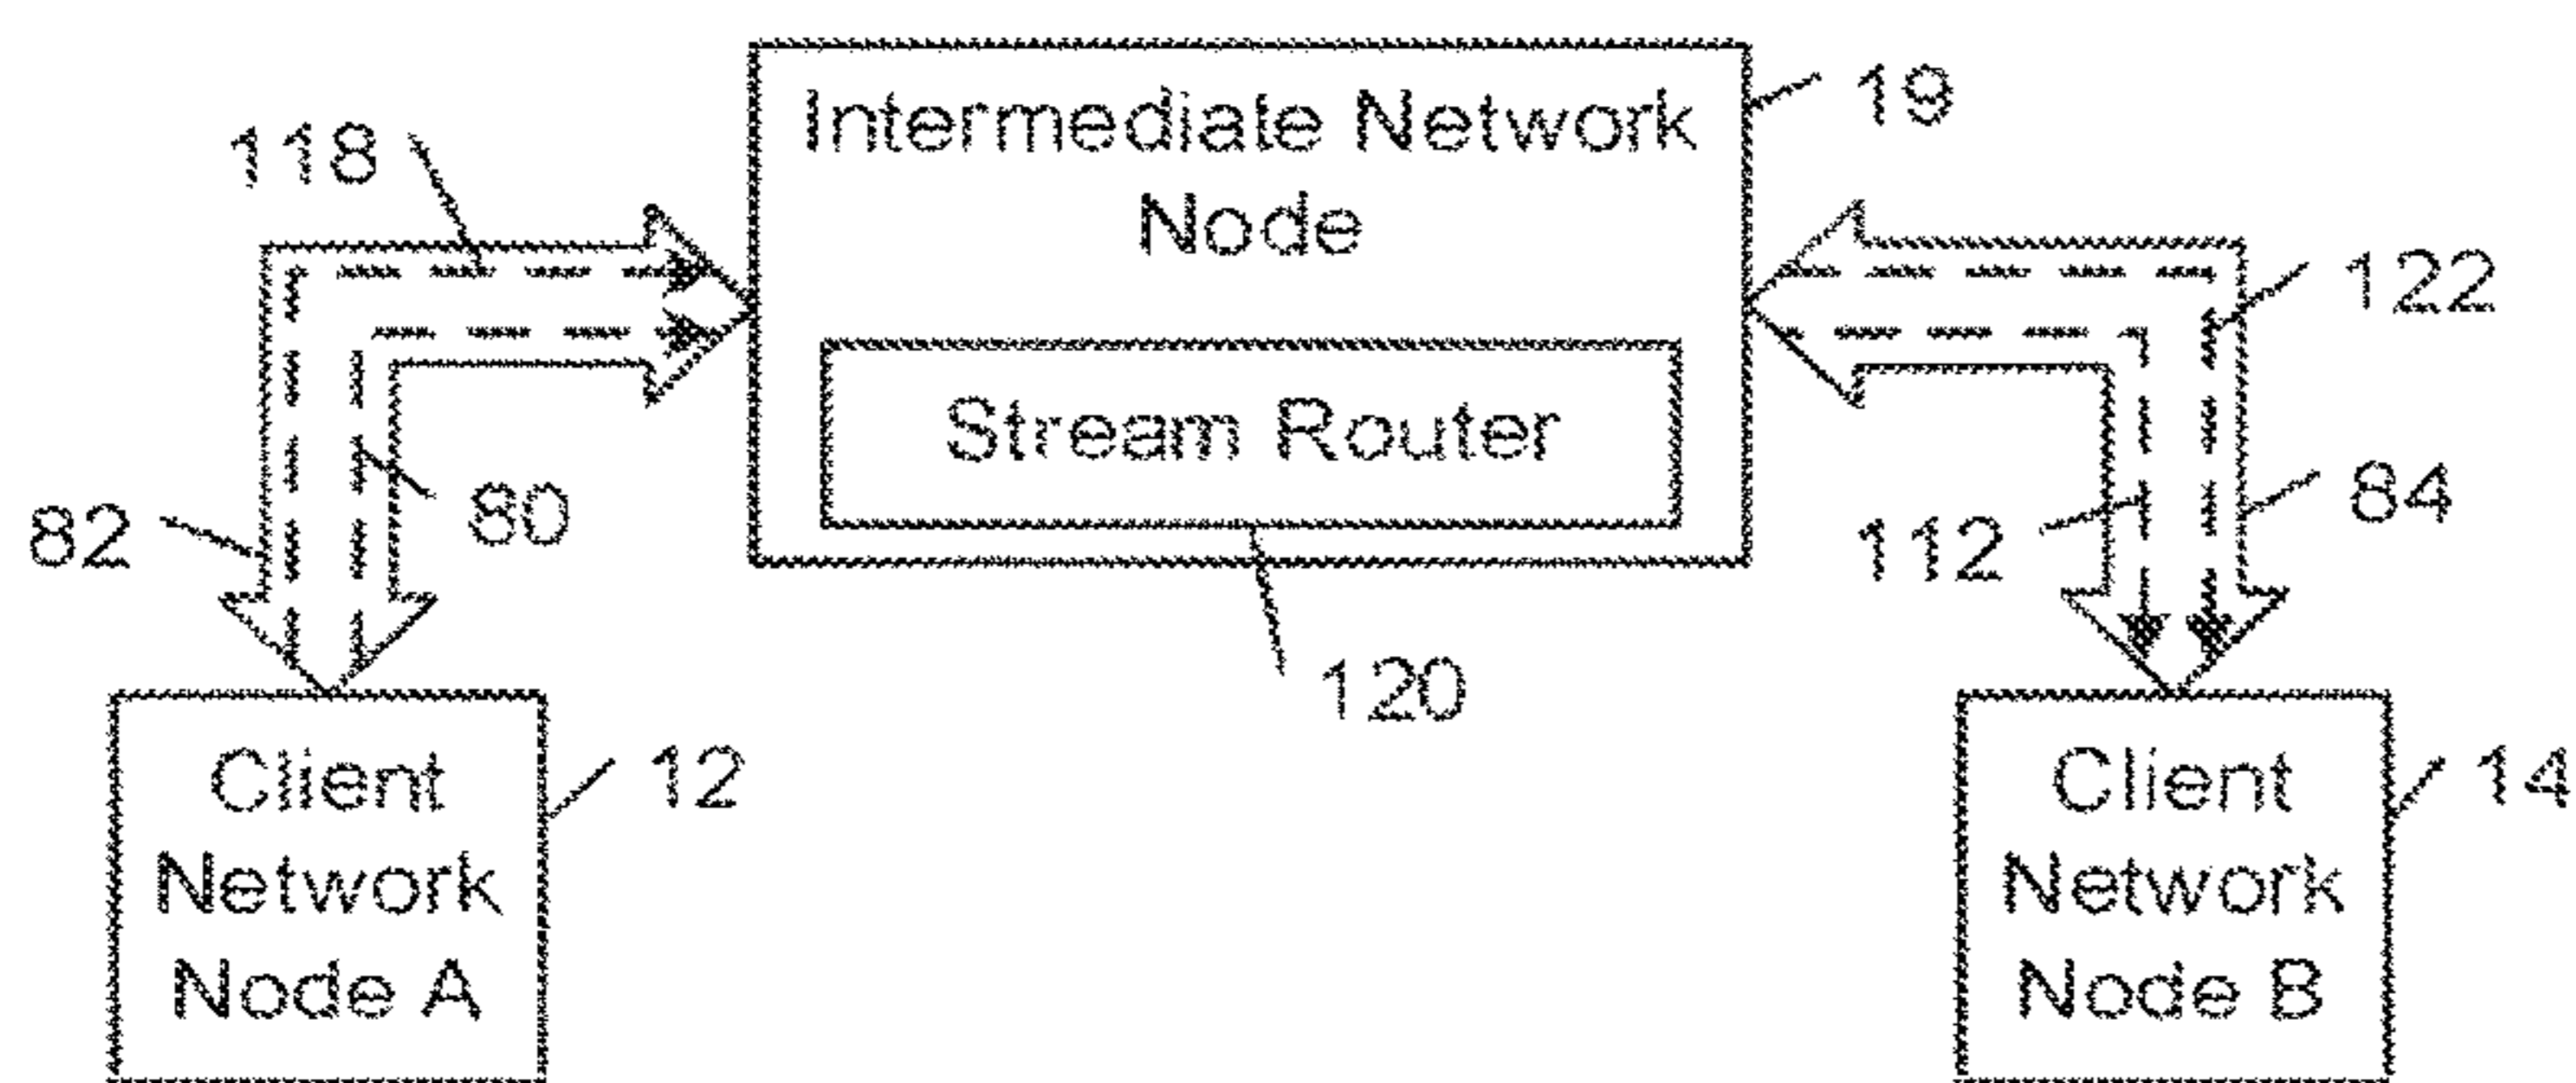 Intermediate Network
Node
19
118
122
Stream Router
80
82
84
112
120
Client
Network
Node A
12
Client
Network
Node B
14